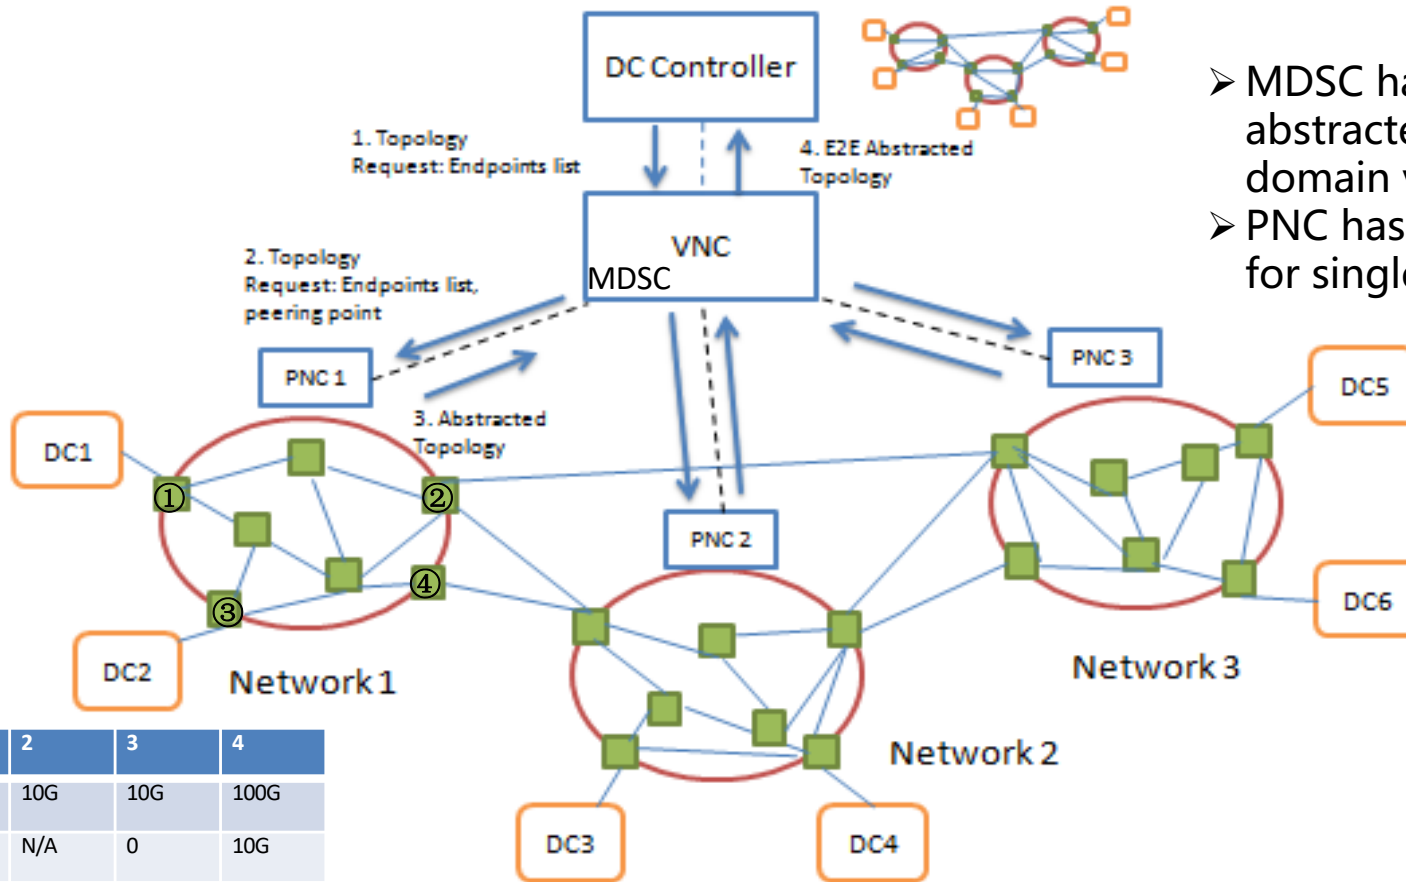 DC Controller
1. Topology
Request: Endpoints list
4. E2E Abstracted
Topology
➢ MDSC
domain
➢ PNC has
for
VNC
MDSC
2. Topology
Request: Endpoints list,
peering point
PNC 1
PNC 3
3. Abstracted
Topology
DC1
DC5
①
②
PNC 2
③
④
DC6
DC2
Network 1
Network 3
Network 2
2 3 4
10G 10G 100G
N/A 0 10G
DC3
DC4